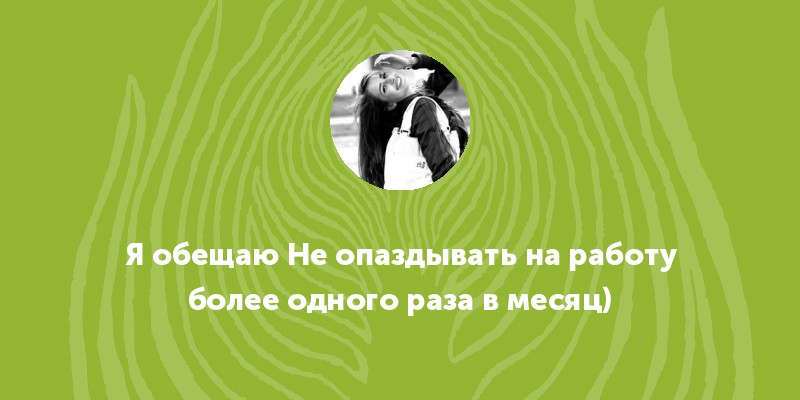 Я обещаю Не опаздывать на работу
более одного раза в месяц)